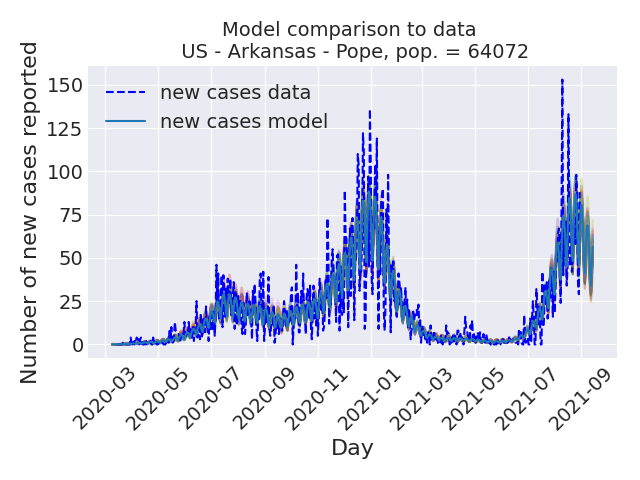 Model comparison to data
US - Arkansas - Pope, pop. = 64072
Number of new cases reported
150
125
100
75
50
25
0
new cases data
new cases model
2020-03
2020-05
2020-07
2020-09
2020-11
2021-01
2021-03
2021-05
2021-07
2021-09
Day